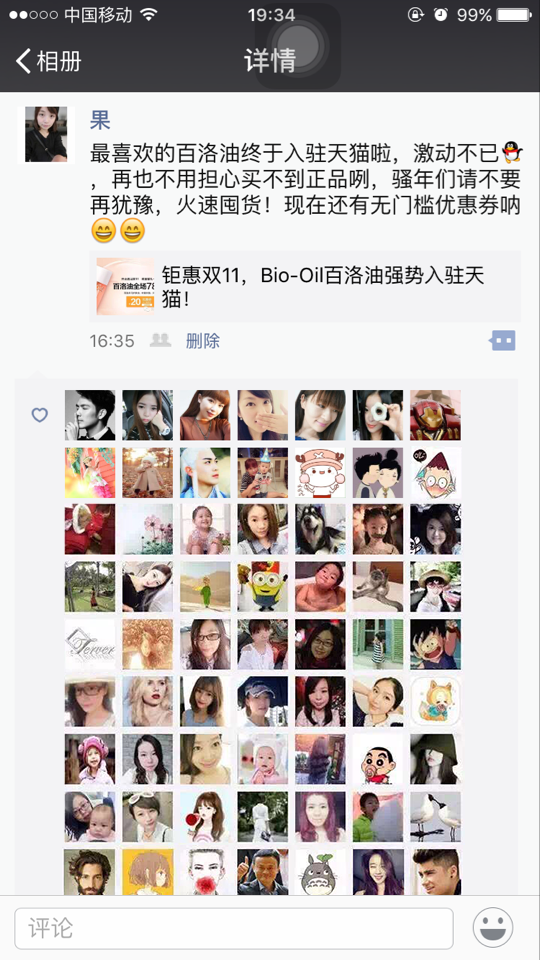 中国移动
19:34
99%
相册
详情
果
最喜欢的百洛油终于入驻天猫啦，激动不已
，再也不用担心买不到正品咧，骚年们请不要
再犹豫，火速囤货！现在还有无门槛优惠券呐
百洛油全场7
20
钜惠双11，Bio-Oil百洛油强势入驻天
猫！
16:35
删除
评论